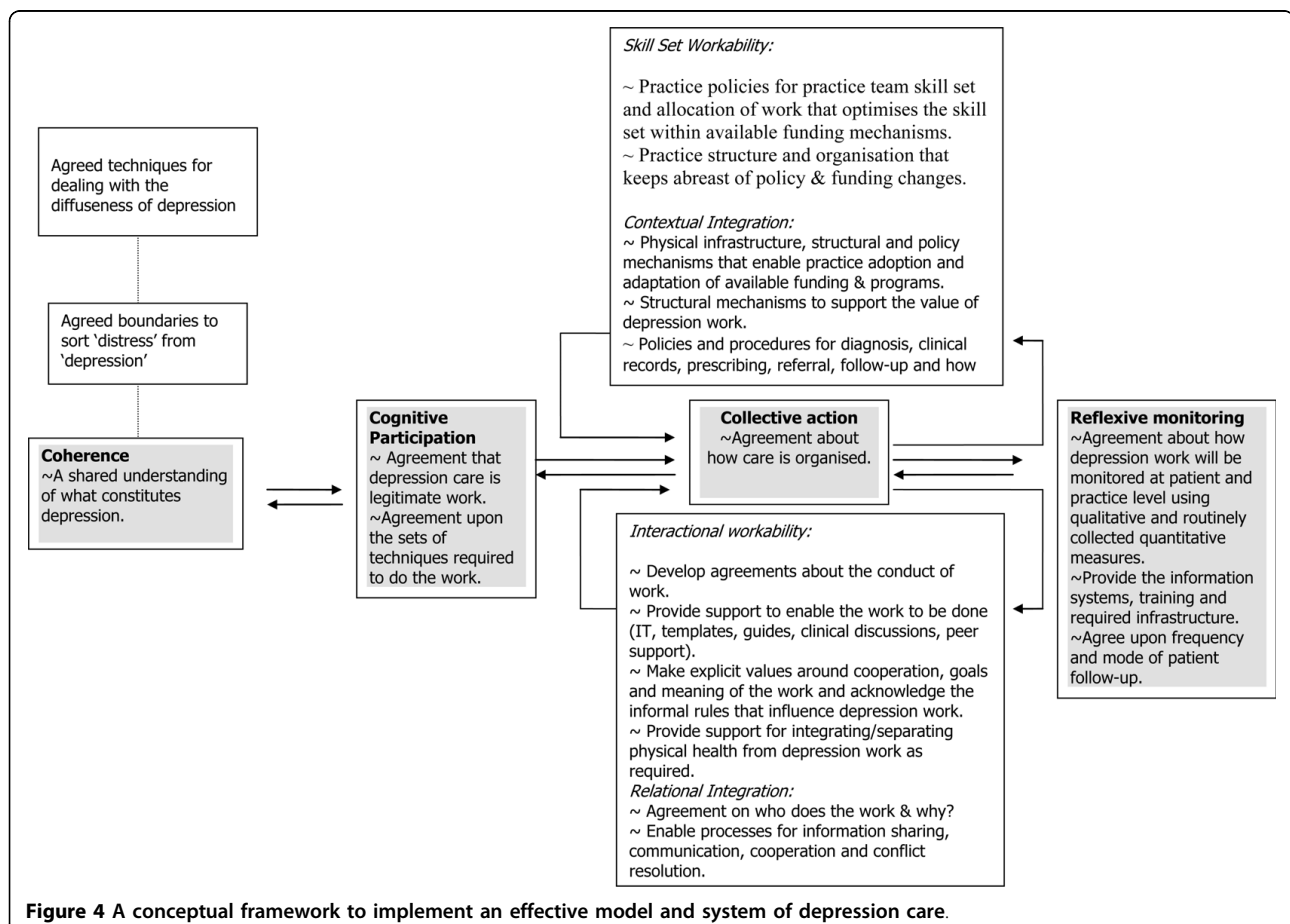 Skill Set Workability:
~ Practice policies for practice team skill set
and allocation of work that optimises the skill
set within available funding mechanisms.
~ Practice structure and organisation that
keeps abreast of policy & funding changes.
Contextual Integration:
~ Physical infrastructure, structural and policy
mechanisms that enable practice adoption and
adaptation of available funding & programs.
~ Structural mechanisms to support the value of
depression work.
~ Policies and procedures for diagnosis, clinical
records, prescribing, referral, follow-up and how
Agreed techniques for
dealing with the
diffuseness of depression
Agreed boundaries to
sort ‘distress’ from
‘depression’
Coherence
~A shared understanding
of what constitutes
depression.
Cognitive
Participation
~ Agreement that
depression care is
legitimate work.
~Agreement upon
the sets of
techniques required
to do the work.
Collective action
~Agreement about
how care is organised.
Reflexive monitoring
~Agreement about how
depression work will be
monitored at patient and
practice level using
qualitative and routinely
collected quantitative
measures.
~Provide the information
systems, training and
required infrastructure.
~Agree upon frequency
and mode of patient
follow-up.
Interactional workability:
~ Develop agreements about the conduct of
work.
~ Provide support to enable the work to be done
(IT, templates, guides, clinical discussions, peer
support).
~ Make explicit values around cooperation, goals
and meaning of the work and acknowledge the
informal rules that influence depression work.
~ Provide support for integrating/separating
physical health from depression work as
required.
Relational Integration:
~ Agreement on who does the work & why?
~ Enable processes for information sharing,
communication, cooperation and conflict
resolution.
Figure 4 A conceptual framework to implement an effective model and system of depression care.